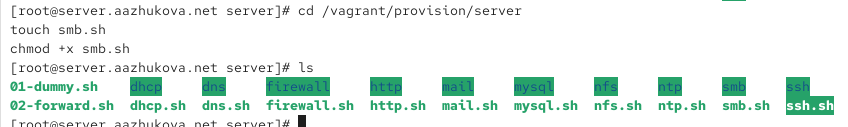 [root@server.aazhukova.net server]# cd /vagrant/provision/server
touch smb.sh
chmod +x smb.sh
[root@server.aazhukova.net server]# ls
01-dummy.sh dhcp dns firewall http mail mysql nfs ntp smb ssh
02-forward.sh dhcp.sh dns.sh firewall.sh http.sh mail.sh mysql.sh nfs.sh ntp.sh smb.sh ssh.sh
[root@server.aazhukova.net server]#